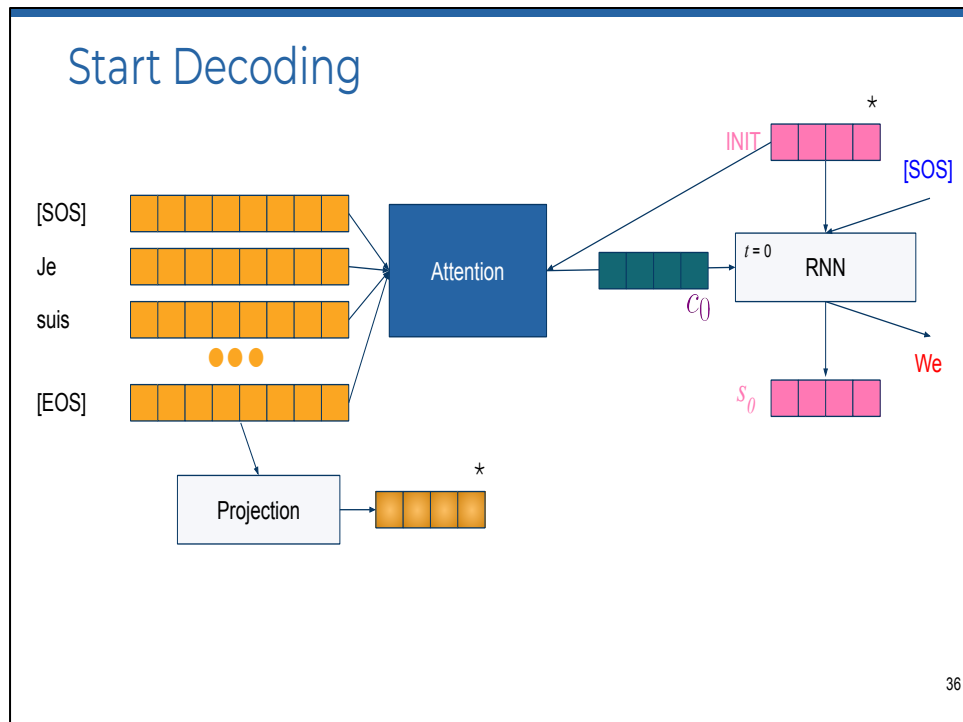 Start Decoding
*
INIT
[SOS]
[SOS]
Je
suis
[EOS]
Attention
c0
t = 0
RNN
We
s0
*
Projection
36